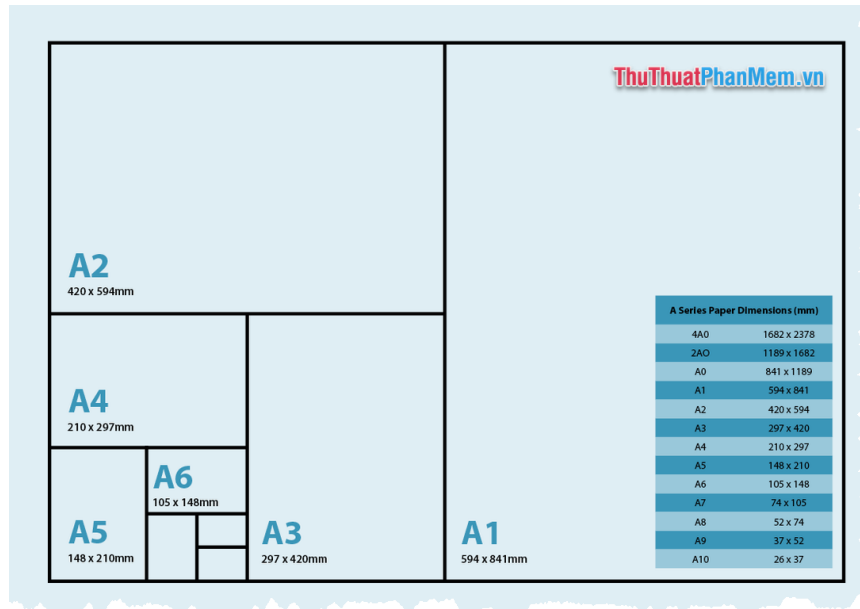 ThuThuatPhanMem.vn
A2
420 x 594mm
A4
210 x 297mm
A6
105 x 148mm
A5
148 x 210mm
A3
297 x 420mm
A1
594 x 841mm
A Series Paper Dimensions (mm)
4A0 1682 x 2378
2AO 1189 x 1682
A0 841 x 1189
A1 594 x 841
A2 420 x 594
A3 297 x 420
A4 210 x 297
A5 148 x 210
A6 105 x 148
A7 74 x 105
A8 52 x 74
A9 37 x 52
A10 26 x 37